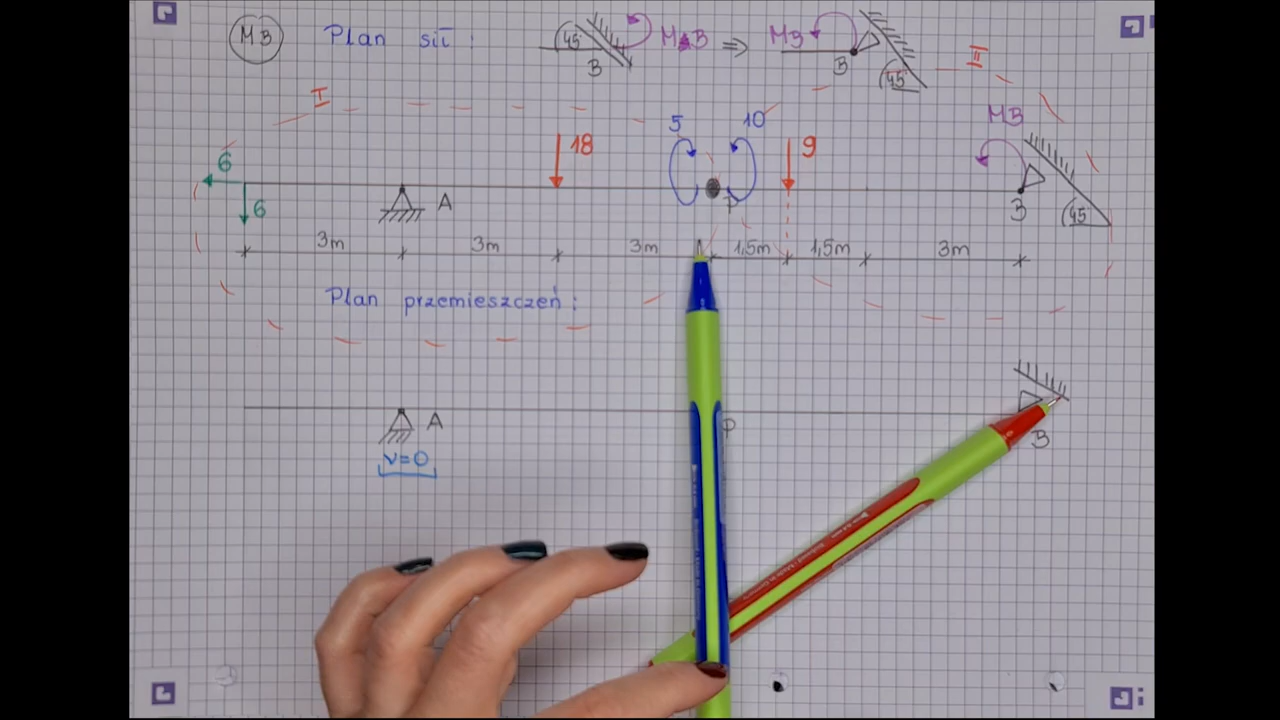 MB Plan sił : 45 B MAB ⇒ MB B 45 II
I
5 10 MB
6 18 9
6 A P B 45
3m 3m 3m 1,5m 1,5m 3m
Plan przemieszczeń :
A P B
v=0